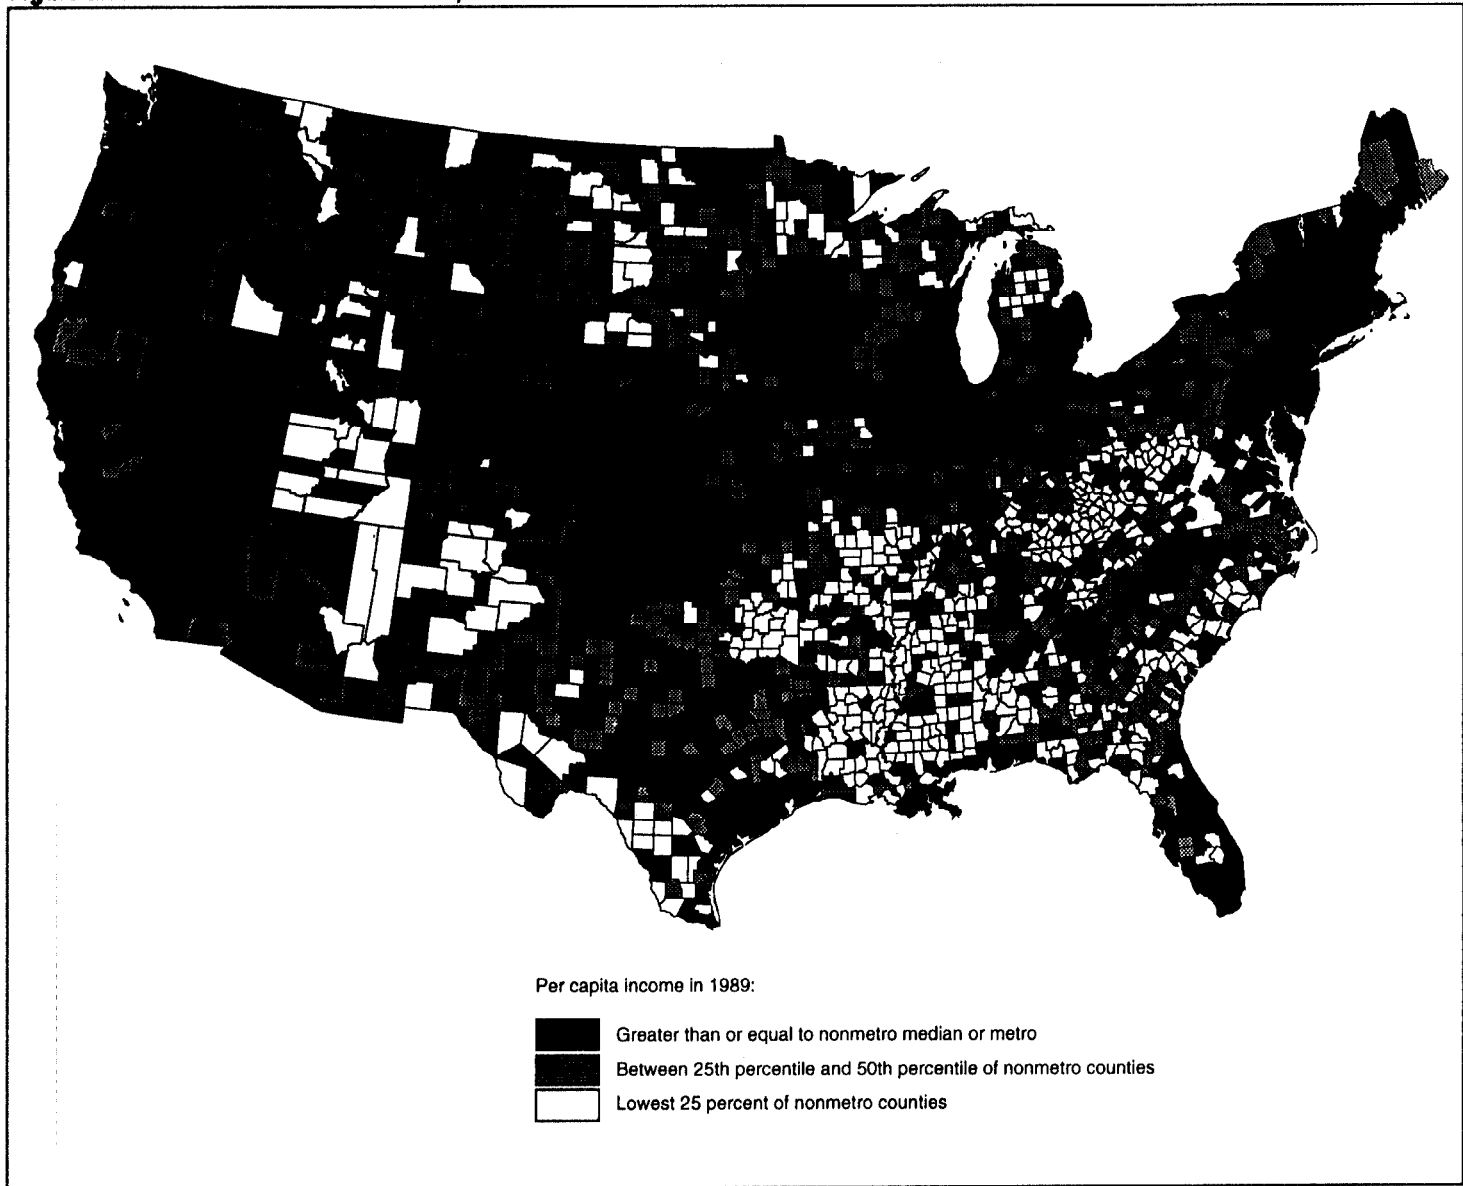 Per capita income in 1989:
Greater than or equal to nonmetro median or metro
Between 25th percentile and 50th percentile of nonmetro counties
Lowest 25 percent of nonmetro counties